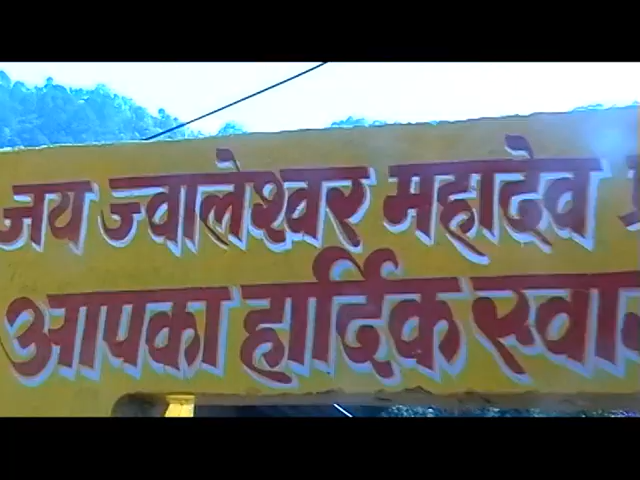 जय ज्वालेश्वर महादेव
आपका हार्दिक